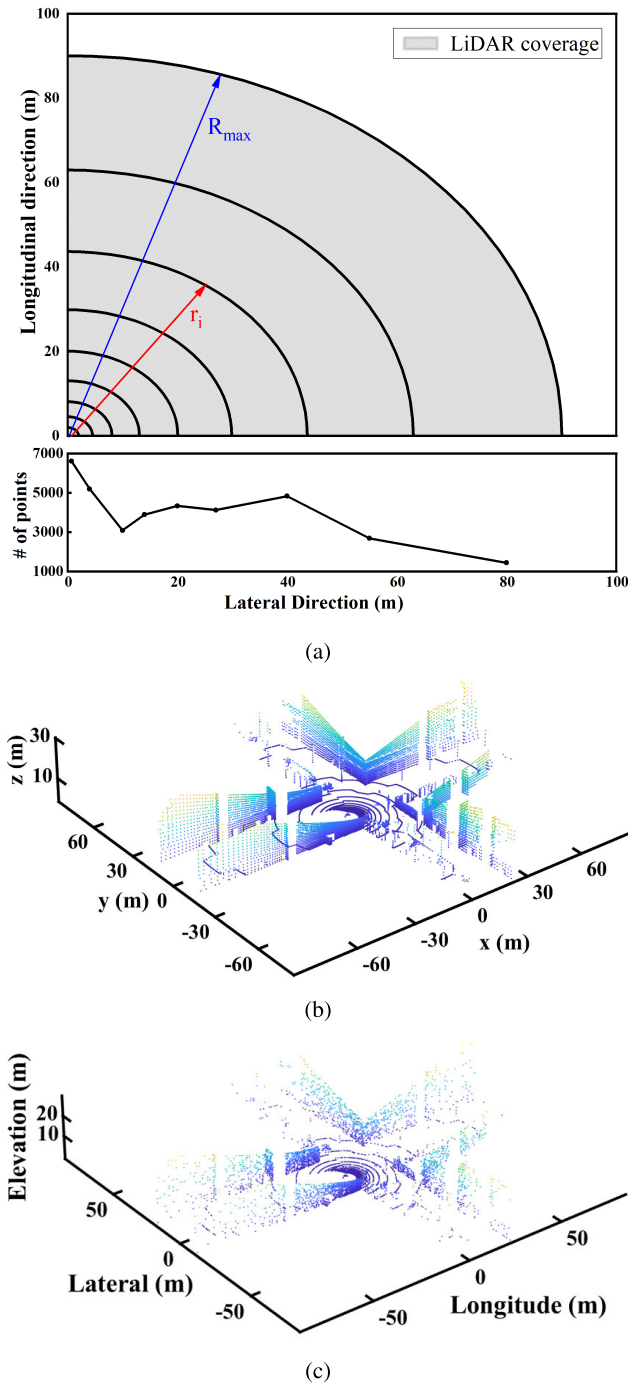 100
80
60
40
20
0
Longitudinal direction (m)
LiDAR coverage
Rmax
ri
7000
5000
3000
1000
# of points
0 20 40 60 80 100
Lateral Direction (m)
(a)
30
10
z (m)
60
30
0
-30
-60
y (m)
60
30
0
-30
-60
x (m)
(b)
20
10
Elevation (m)
50
0
-50
Lateral (m)
50
0
-50
Longitude (m)
(c)